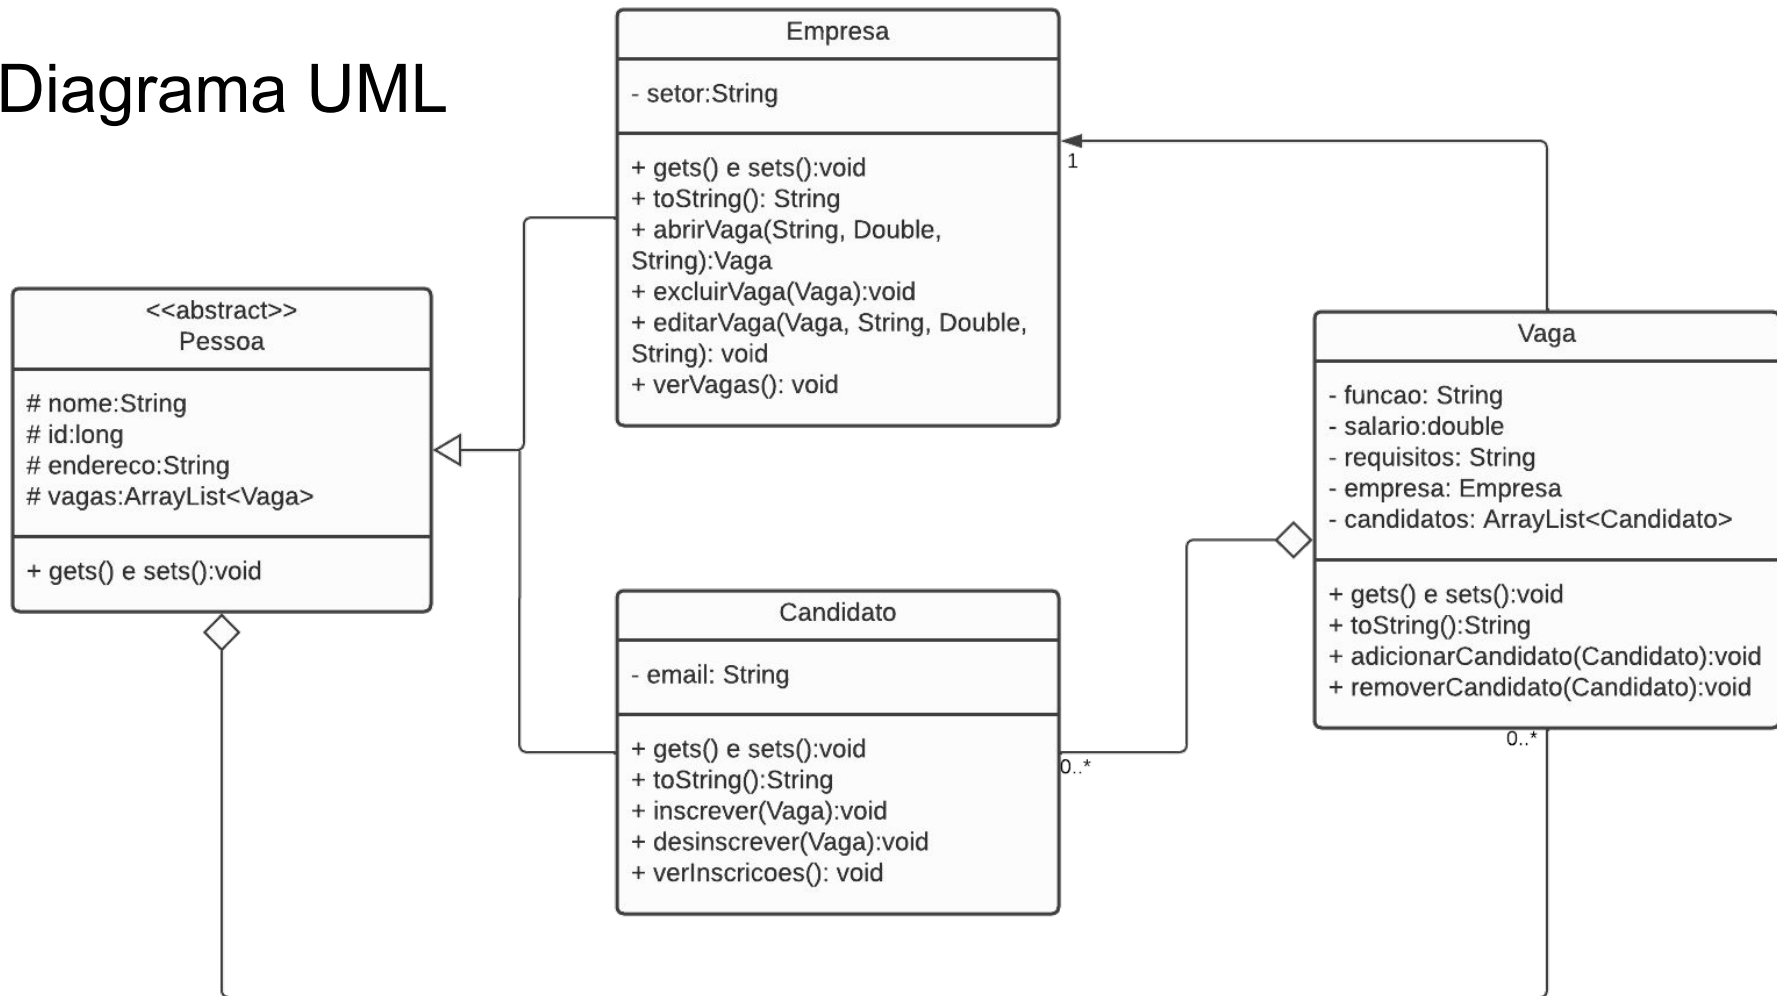 Diagrama UML
Empresa
- setor:String
+ gets() e sets():void
+ toString(): String
+ abrirVaga(String, Double,
String):Vaga
+ excluirVaga(Vaga):void
+ editarVaga(Vaga, String, Double,
String): void
+ verVagas(): void
1
<<abstract>>
Pessoa
# nome:String
# id:long
# endereco:String
# vagas:ArrayList<Vaga>
+ gets() e sets():void
Candidato
- email: String
+ gets() e sets():void
+ toString():String
+ inscrever(Vaga):void
+ desinscrever(Vaga):void
+ verInscricoes(): void
0..*
Vaga
- funcao: String
- salario:double
- requisitos: String
- empresa: Empresa
- candidatos: ArrayList<Candidato>
+ gets() e sets():void
+ toString():String
+ adicionarCandidato(Candidato):void
+ removerCandidato(Candidato):void
0..*